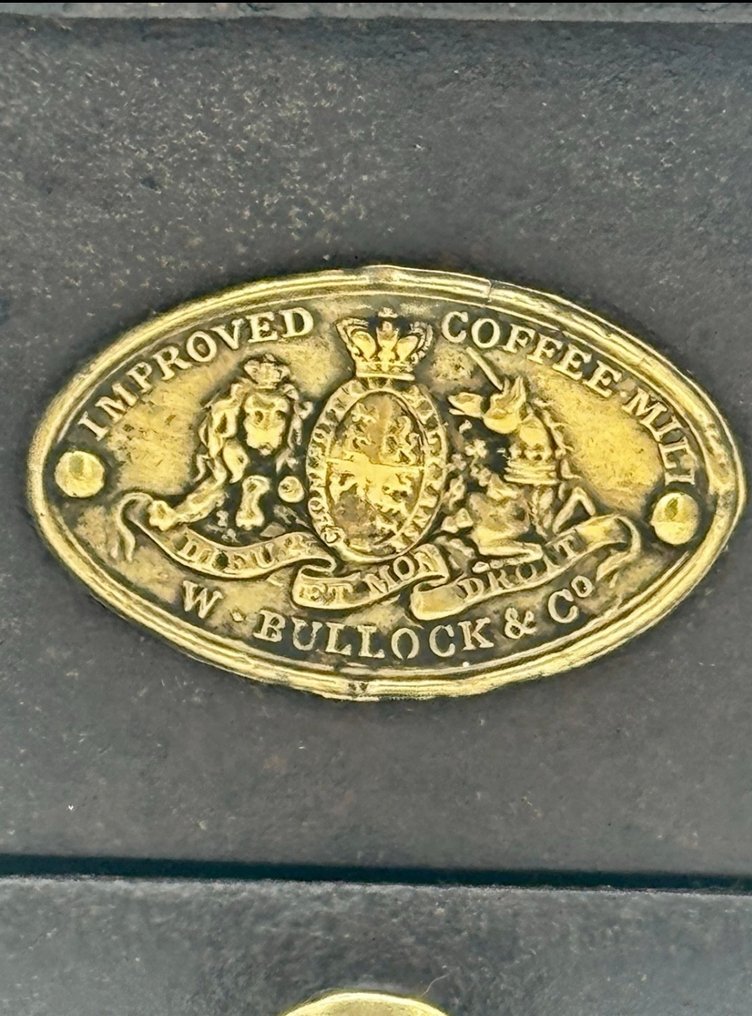 IMPROVED COFFEE·MILL
DIEU
ET MON
DROIT
W · BULLOCK & Co